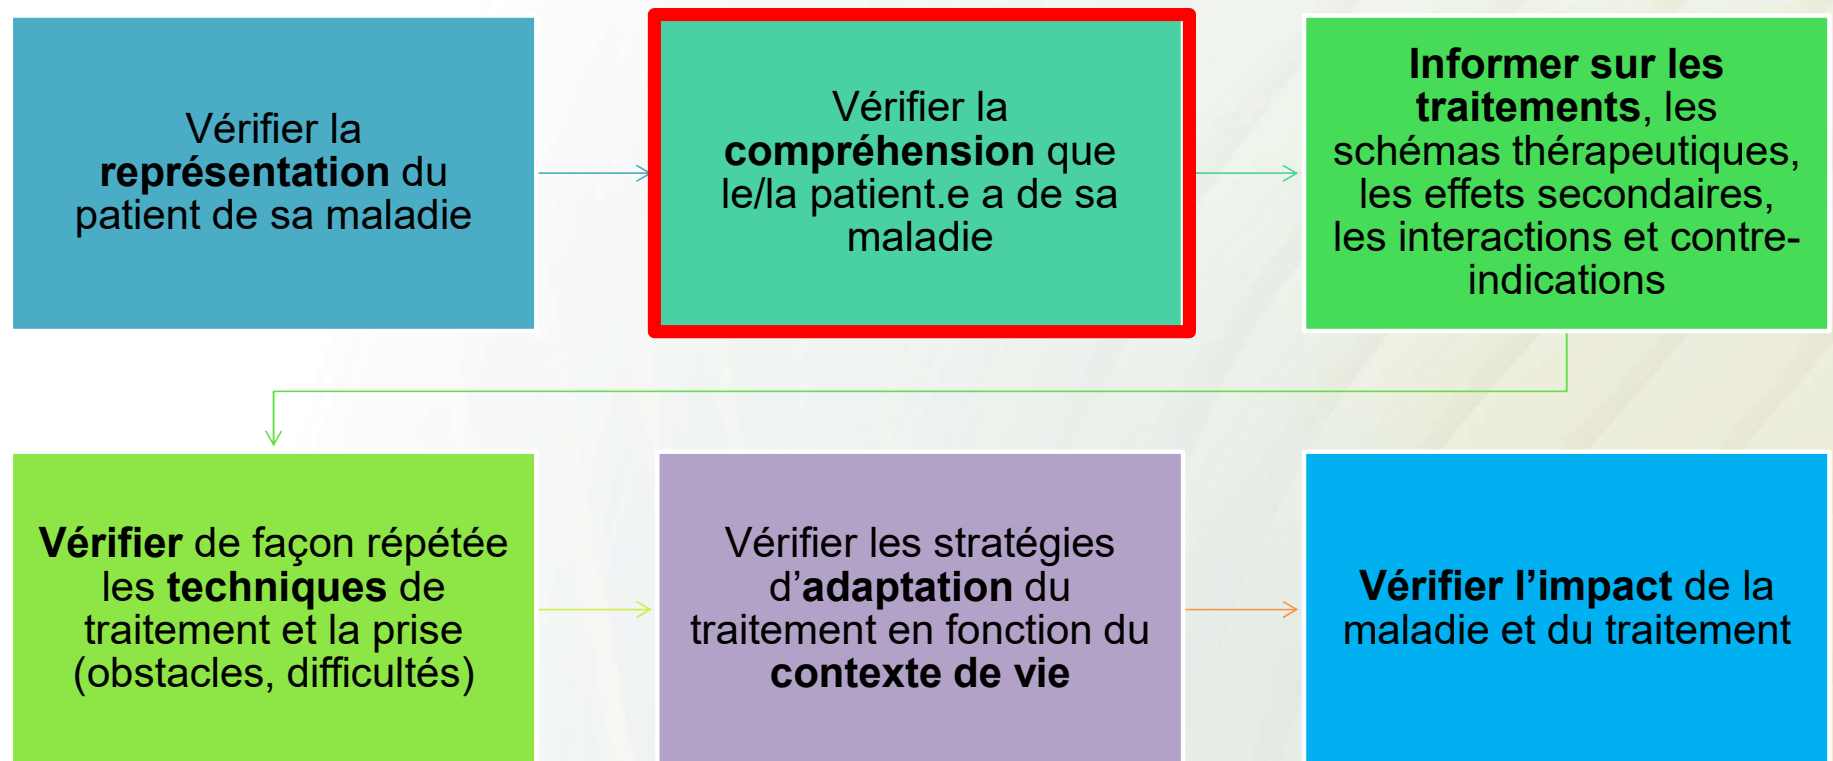 Vérifier la
représentation du
patient de sa maladie
Vérifier la
compréhension que
le/la patient.e a de sa
maladie
Informer sur les
traitements, les
schémas thérapeutiques,
les effets secondaires,
les interactions et contre-
indications
Vérifier de façon répétée
les techniques de
traitement et la prise
(obstacles, difficultés)
Vérifier les stratégies
d’adaptation du
traitement en fonction du
contexte de vie
Vérifier l’impact de la
maladie et du traitement